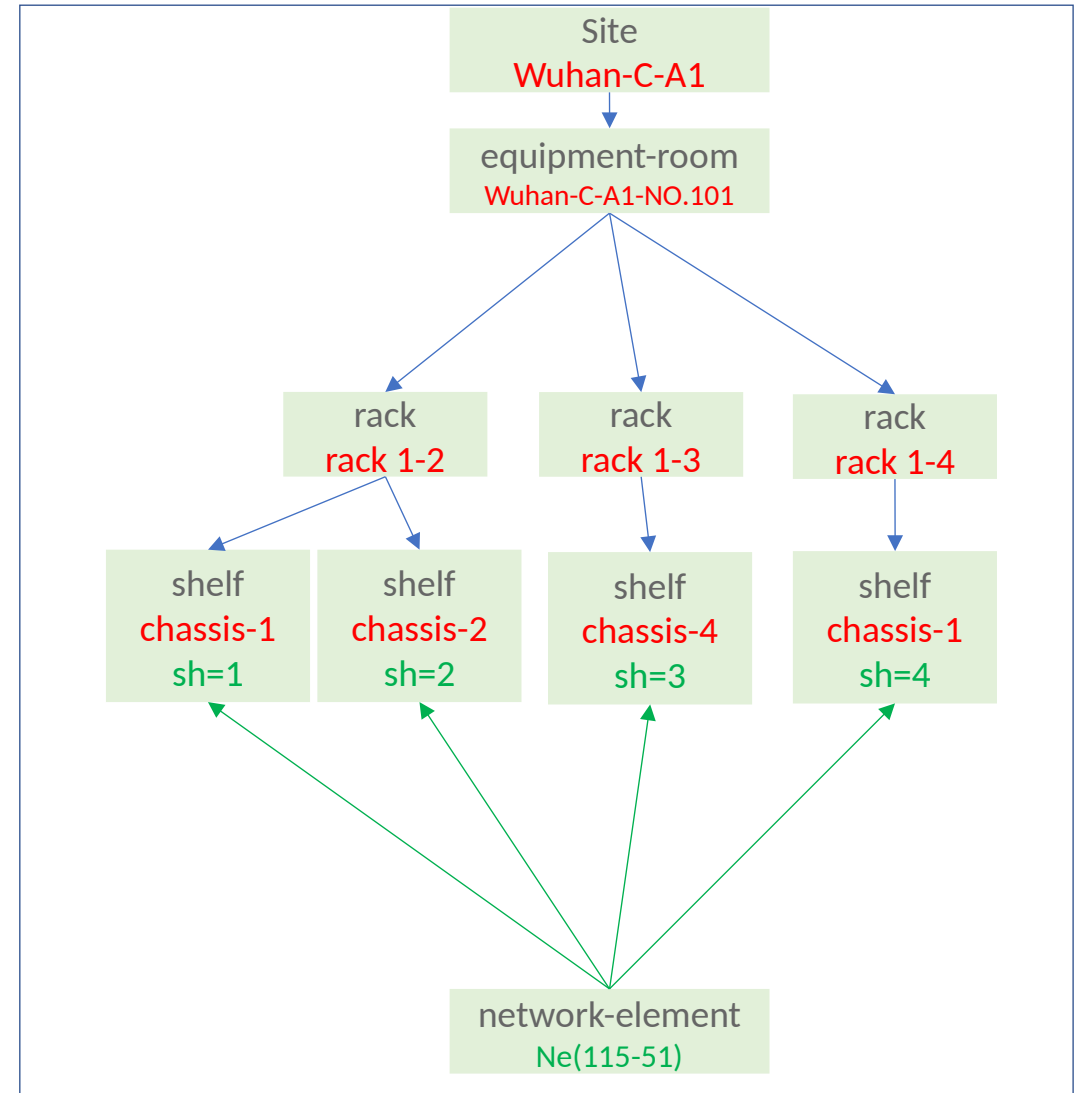 Site
Wuhan-C-A1
equipment-room
Wuhan-C-A1-NO.101
rack
rack 1-2
rack
rack 1-3
rack
rack 1-4
shelf
chassis-1
sh=1
shelf
chassis-2
sh=2
shelf
chassis-4
sh=3
shelf
chassis-1
sh=4
network-element
Ne(115-51)